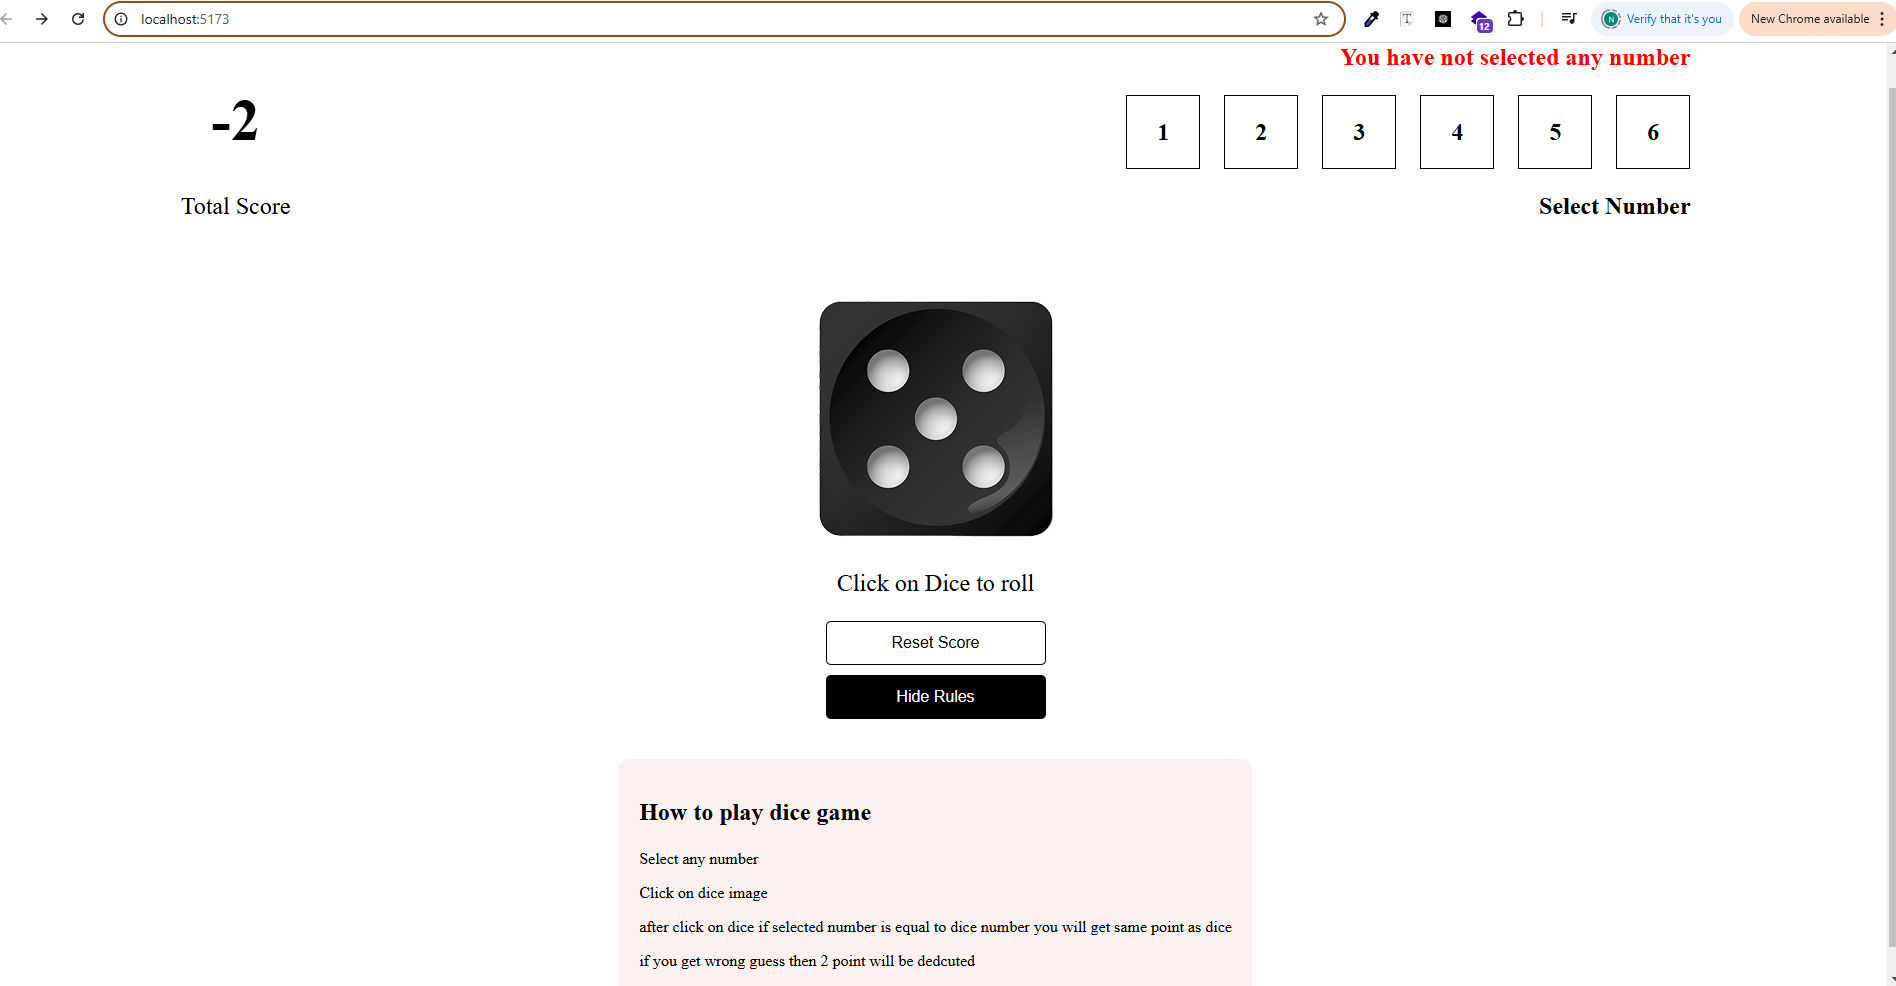 localhost:5173
12
N
Verify that it's you
New Chrome available
You have not selected any number
-2
1 2 3 4 5 6
Total Score
Select Number
Click on Dice to roll
Reset Score
Hide Rules
How to play dice game
Select any number
Click on dice image
after click on dice if selected number is equal to dice number you will get same point as dice
if you get wrong guess then 2 point will be dedcuted